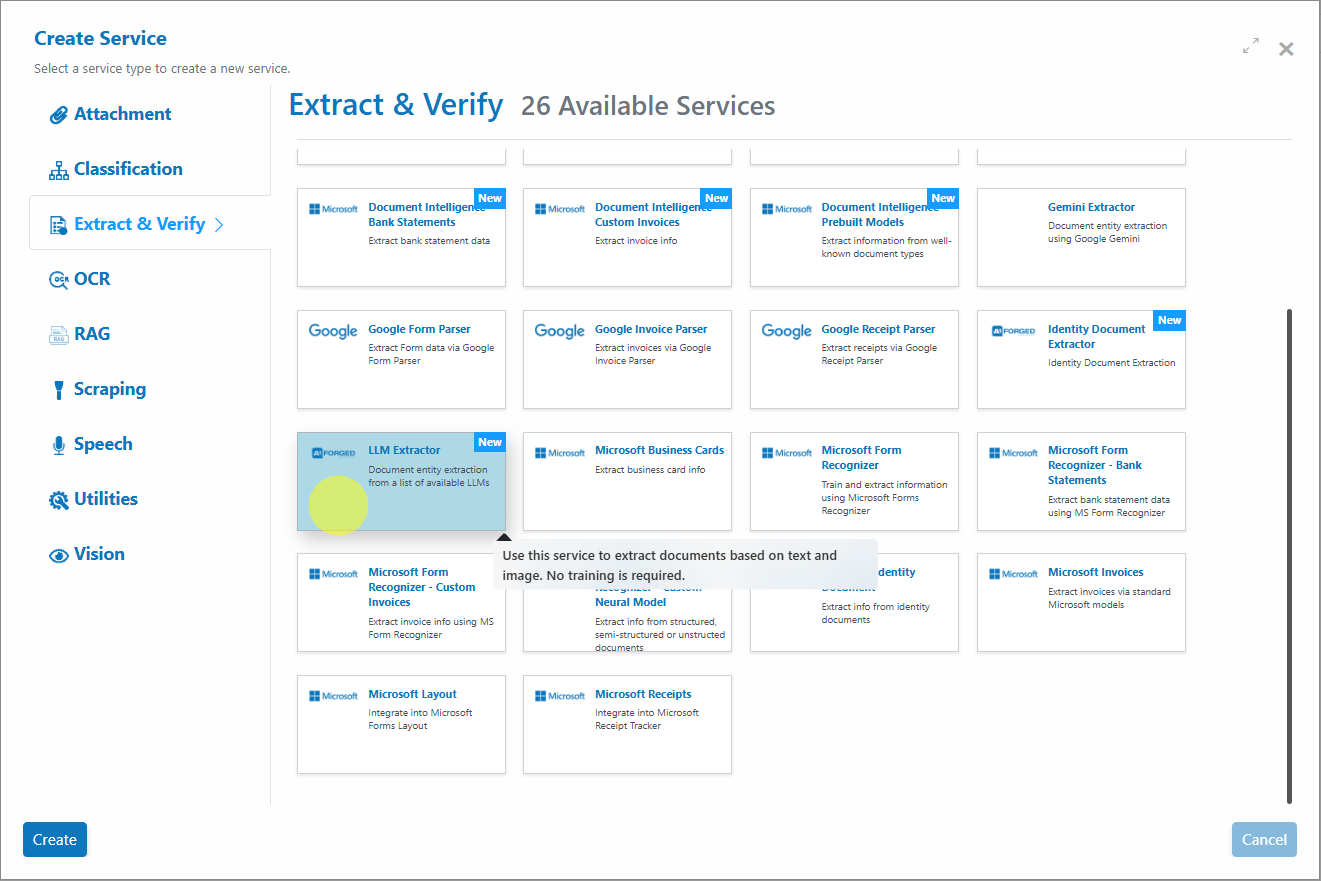 Create Service
Select a service type to create a new service.
Attachment
Classification
Extract & Verify
OCR
RAG
Scraping
Speech
Utilities
Vision
Extract & Verify 26 Available Services
Microsoft
Document Intelligence
Bank Statements
Extract bank statement data
New
Microsoft
Document Intelligence
Custom Invoices
Extract invoice info
New
Microsoft
Document Intelligence
Prebuilt Models
Extract information from well-
known document types
New
Gemini Extractor
Document entity extraction
using Google Gemini
Google
Google Form Parser
Extract Form data via Google
Form Parser
Google
Google Invoice Parser
Extract invoices via Google
Invoice Parser
Google
Google Receipt Parser
Extract receipts via Google
Receipt Parser
AIFORGED
Identity Document
Extractor
Identity Document Extraction
New
AIFORGED
LLM Extractor
Document entity extraction
from a list of available LLMs
New
Microsoft
Microsoft Business Cards
Extract business card info
Microsoft
Microsoft Form
Recognizer
Train and extract information
using Microsoft Forms
Recognizer
Microsoft
Microsoft Form
Recognizer - Bank
Statements
Extract bank statement data
using MS Form Recognizer
Use this service to extract documents based on text and
image. No training is required.
Microsoft
Microsoft Form
Recognizer - Custom
Invoices
Extract invoice info using MS
Form Recognizer
Neural Model
Extract info from structured,
semi-structured or unstructed
documents
dentity
Extract info from identity
documents
Microsoft
Microsoft Invoices
Extract invoices via standard
Microsoft models
Microsoft
Microsoft Layout
Integrate into Microsoft
Forms Layout
Microsoft
Microsoft Receipts
Integrate into Microsoft
Receipt Tracker
Create
Cancel